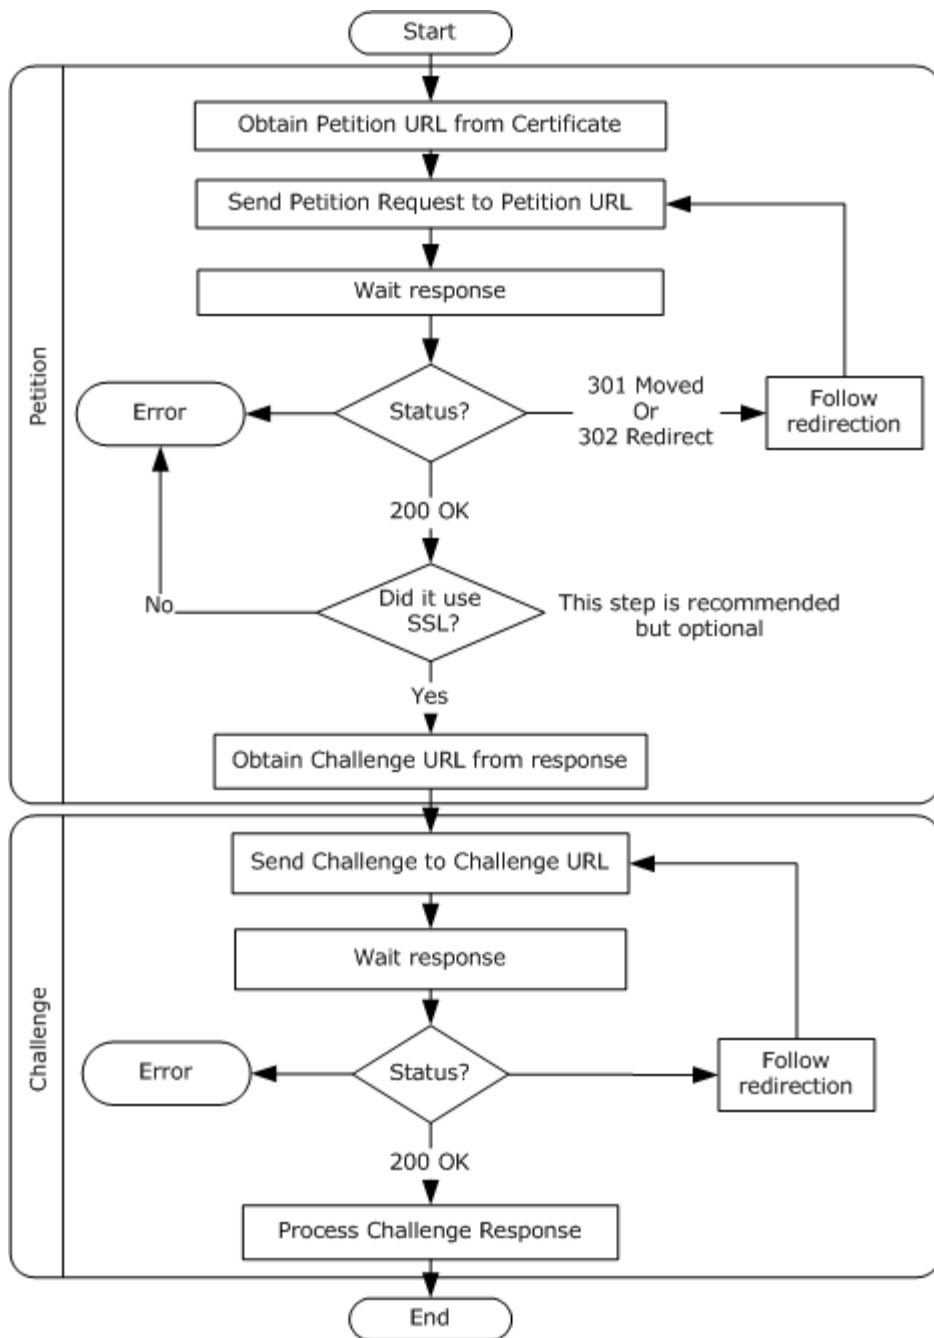 Start
Petition
Obtain Petition URL from Certificate
Send Petition Request to Petition URL
Wait response
Error
Status?
301 Moved
Or
302 Redirect
Follow
redirection
200 OK
No
Did it use
SSL?
This step is recommended
but optional
Yes
Obtain Challenge URL from response
Challenge
Send Challenge to Challenge URL
Wait response
Error
Status?
Follow
redirection
200 OK
Process Challenge Response
End